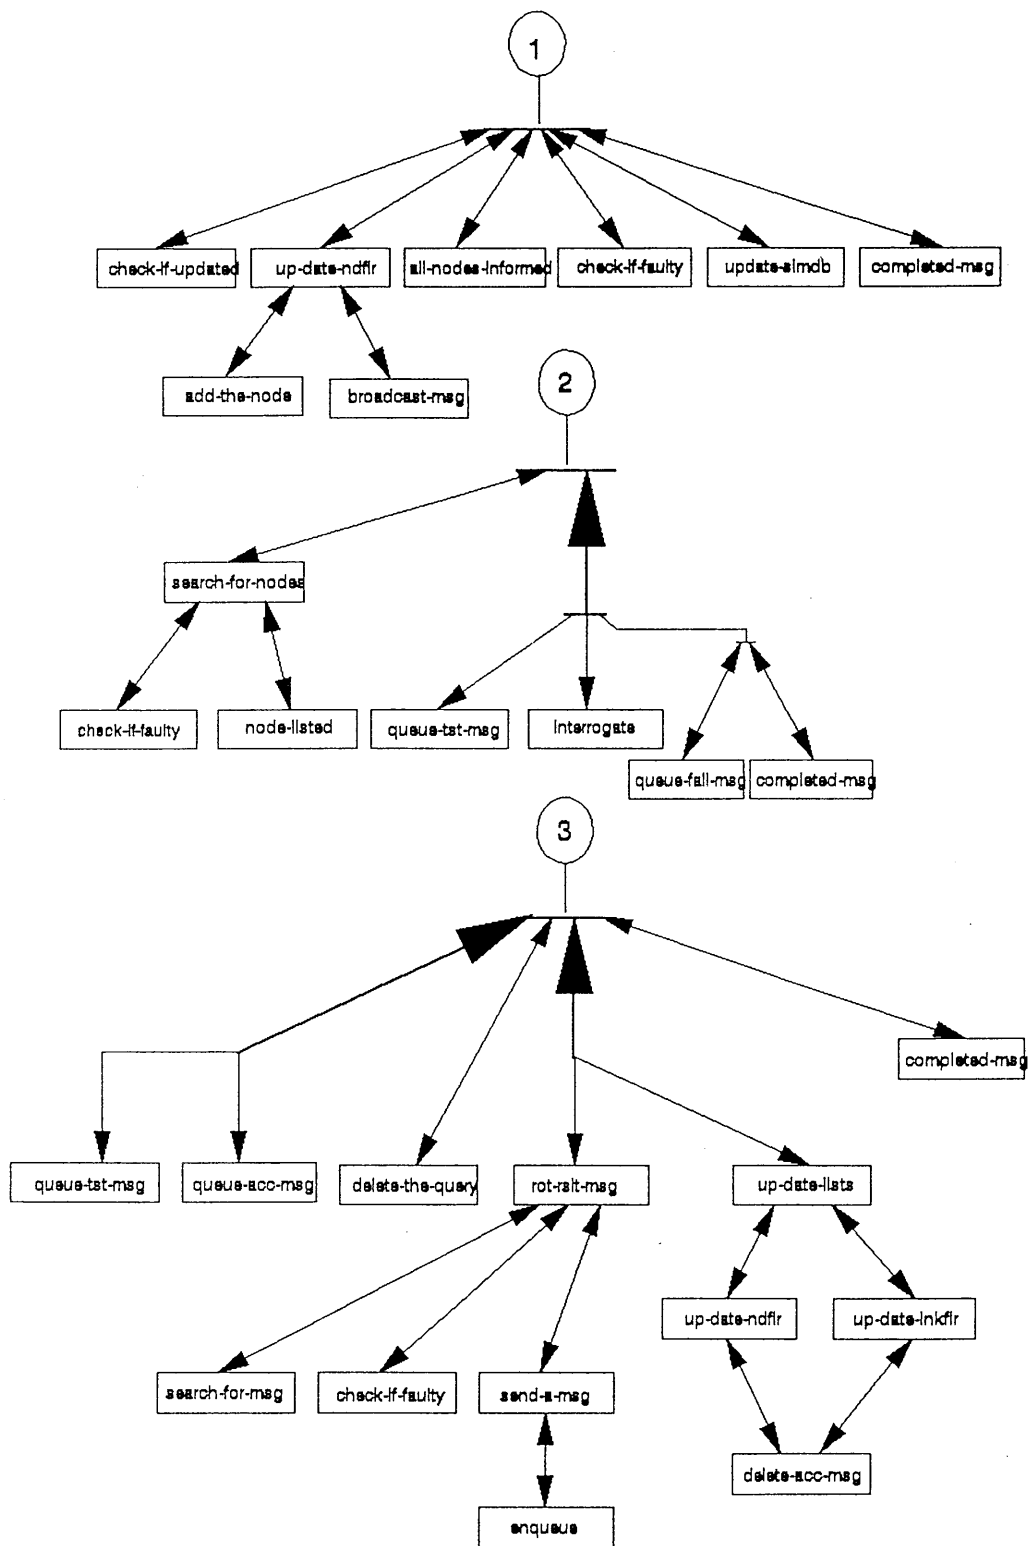 1
check-if-updated
up-date-ndflr
all-nodes-informed
check-if-faulty
update-slmdb
completed-msg
add-the-node
broadcast-msg
2
search-for-nodes
check-if-faulty
node-listed
queue-tst-msg
interrogate
queue-fail-msg
completed-msg
3
completed-msg
queue-tst-msg
queue-acc-msg
delete-the-query
rot-rslt-msg
up-date-lists
up-date-ndflr
up-date-lnkflr
search-for-msg
check-if-faulty
send-a-msg
delete-acc-msg
enqueue